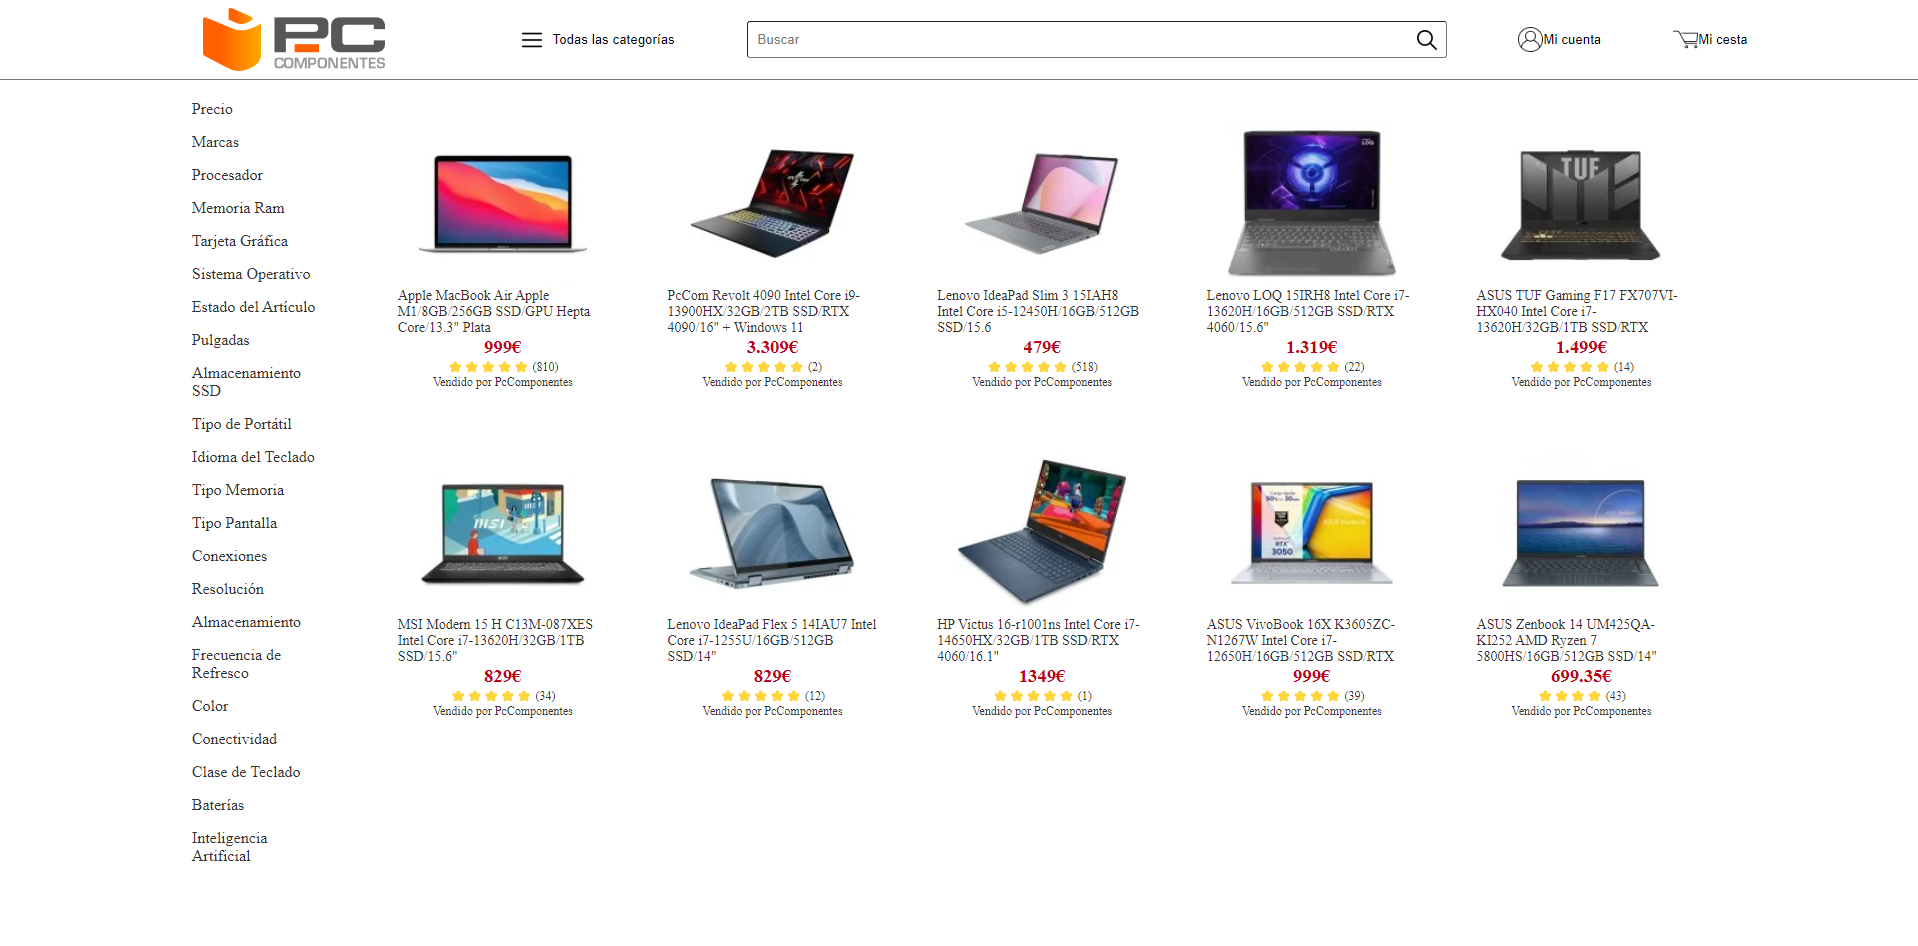 PC
COMPONENTES
Todas las categorías
Buscar
Mi cuenta
Mi cesta
Precio
Marcas
Procesador
Memoria Ram
Tarjeta Gráfica
Sistema Operativo
Estado del Artículo
Pulgadas
Almacenamiento
SSD
Tipo de Portátil
Idioma del Teclado
Tipo Memoria
Tipo Pantalla
Conexiones
Resolución
Almacenamiento
Frecuencia de
Refresco
Color
Conectividad
Clase de Teclado
Baterías
Inteligencia
Artificial
Apple MacBook Air Apple
M1/8GB/256GB SSD/GPU Hepta
Core/13.3" Plata
999€
(810)
Vendido por PcComponentes
PcCom Revolt 4090 Intel Core i9-
13900HX/32GB/2TB SSD/RTX
4090/16" + Windows 11
3.309€
(2)
Vendido por PcComponentes
Lenovo IdeaPad Slim 3 15IAH8
Intel Core i5-12450H/16GB/512GB
SSD/15.6
479€
(518)
Vendido por PcComponentes
LOQ
Lenovo LOQ 15IRH8 Intel Core i7-
13620H/16GB/512GB SSD/RTX
4060/15.6"
1.319€
(22)
Vendido por PcComponentes
TUF
ASUS TUF Gaming F17 FX707VI-
HX040 Intel Core i7-
13620H/32GB/1TB SSD/RTX
1.499€
(14)
Vendido por PcComponentes
msi
MSI Modern 15 H C13M-087XES
Intel Core i7-13620H/32GB/1TB
SSD/15.6"
829€
(34)
Vendido por PcComponentes
Lenovo IdeaPad Flex 5 14IAU7 Intel
Core i7-1255U/16GB/512GB
SSD/14"
829€
(12)
Vendido por PcComponentes
HP Victus 16-r1001ns Intel Core i7-
14650HX/32GB/1TB SSD/RTX
4060/16.1"
1349€
(1)
Vendido por PcComponentes
Carga rápida
50% en 30 min
ASUS VivoBook
RTX
3050
ASUS VivoBook 16X K3605ZC-
N1267W Intel Core i7-
12650H/16GB/512GB SSD/RTX
999€
(39)
Vendido por PcComponentes
ASUS Zenbook 14 UM425QA-
KI252 AMD Ryzen 7
5800HS/16GB/512GB SSD/14"
699.35€
(43)
Vendido por PcComponentes